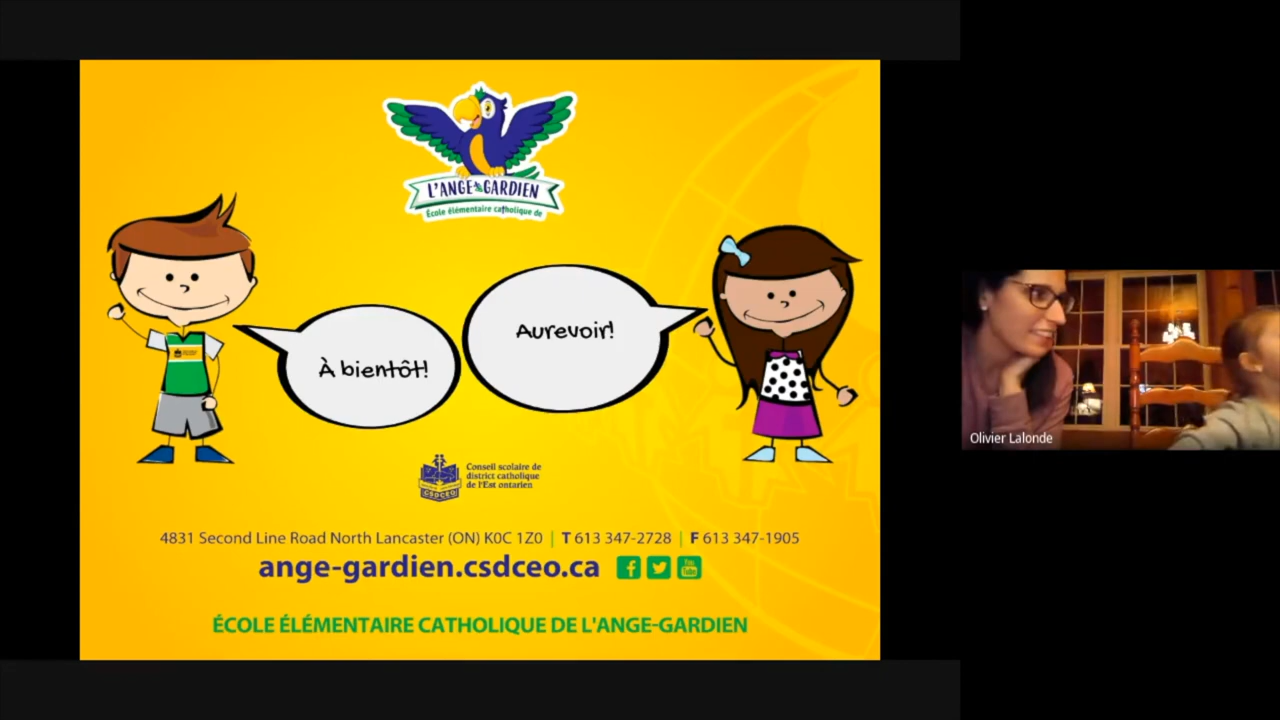 L'ANGE-GARDIEN
École élémentaire catholique de
À bientôt!
Aurevoir!
Conseil scolaire de
district catholique
de l'Est ontarien
CSDCEO
4831 Second Line Road North Lancaster (ON) K0C 1Z0 | T 613 347-2728 | F 613 347-1905
ange-gardien.csdceo.ca
ÉCOLE ÉLÉMENTAIRE CATHOLIQUE DE L'ANGE-GARDIEN
Olivier Lalonde